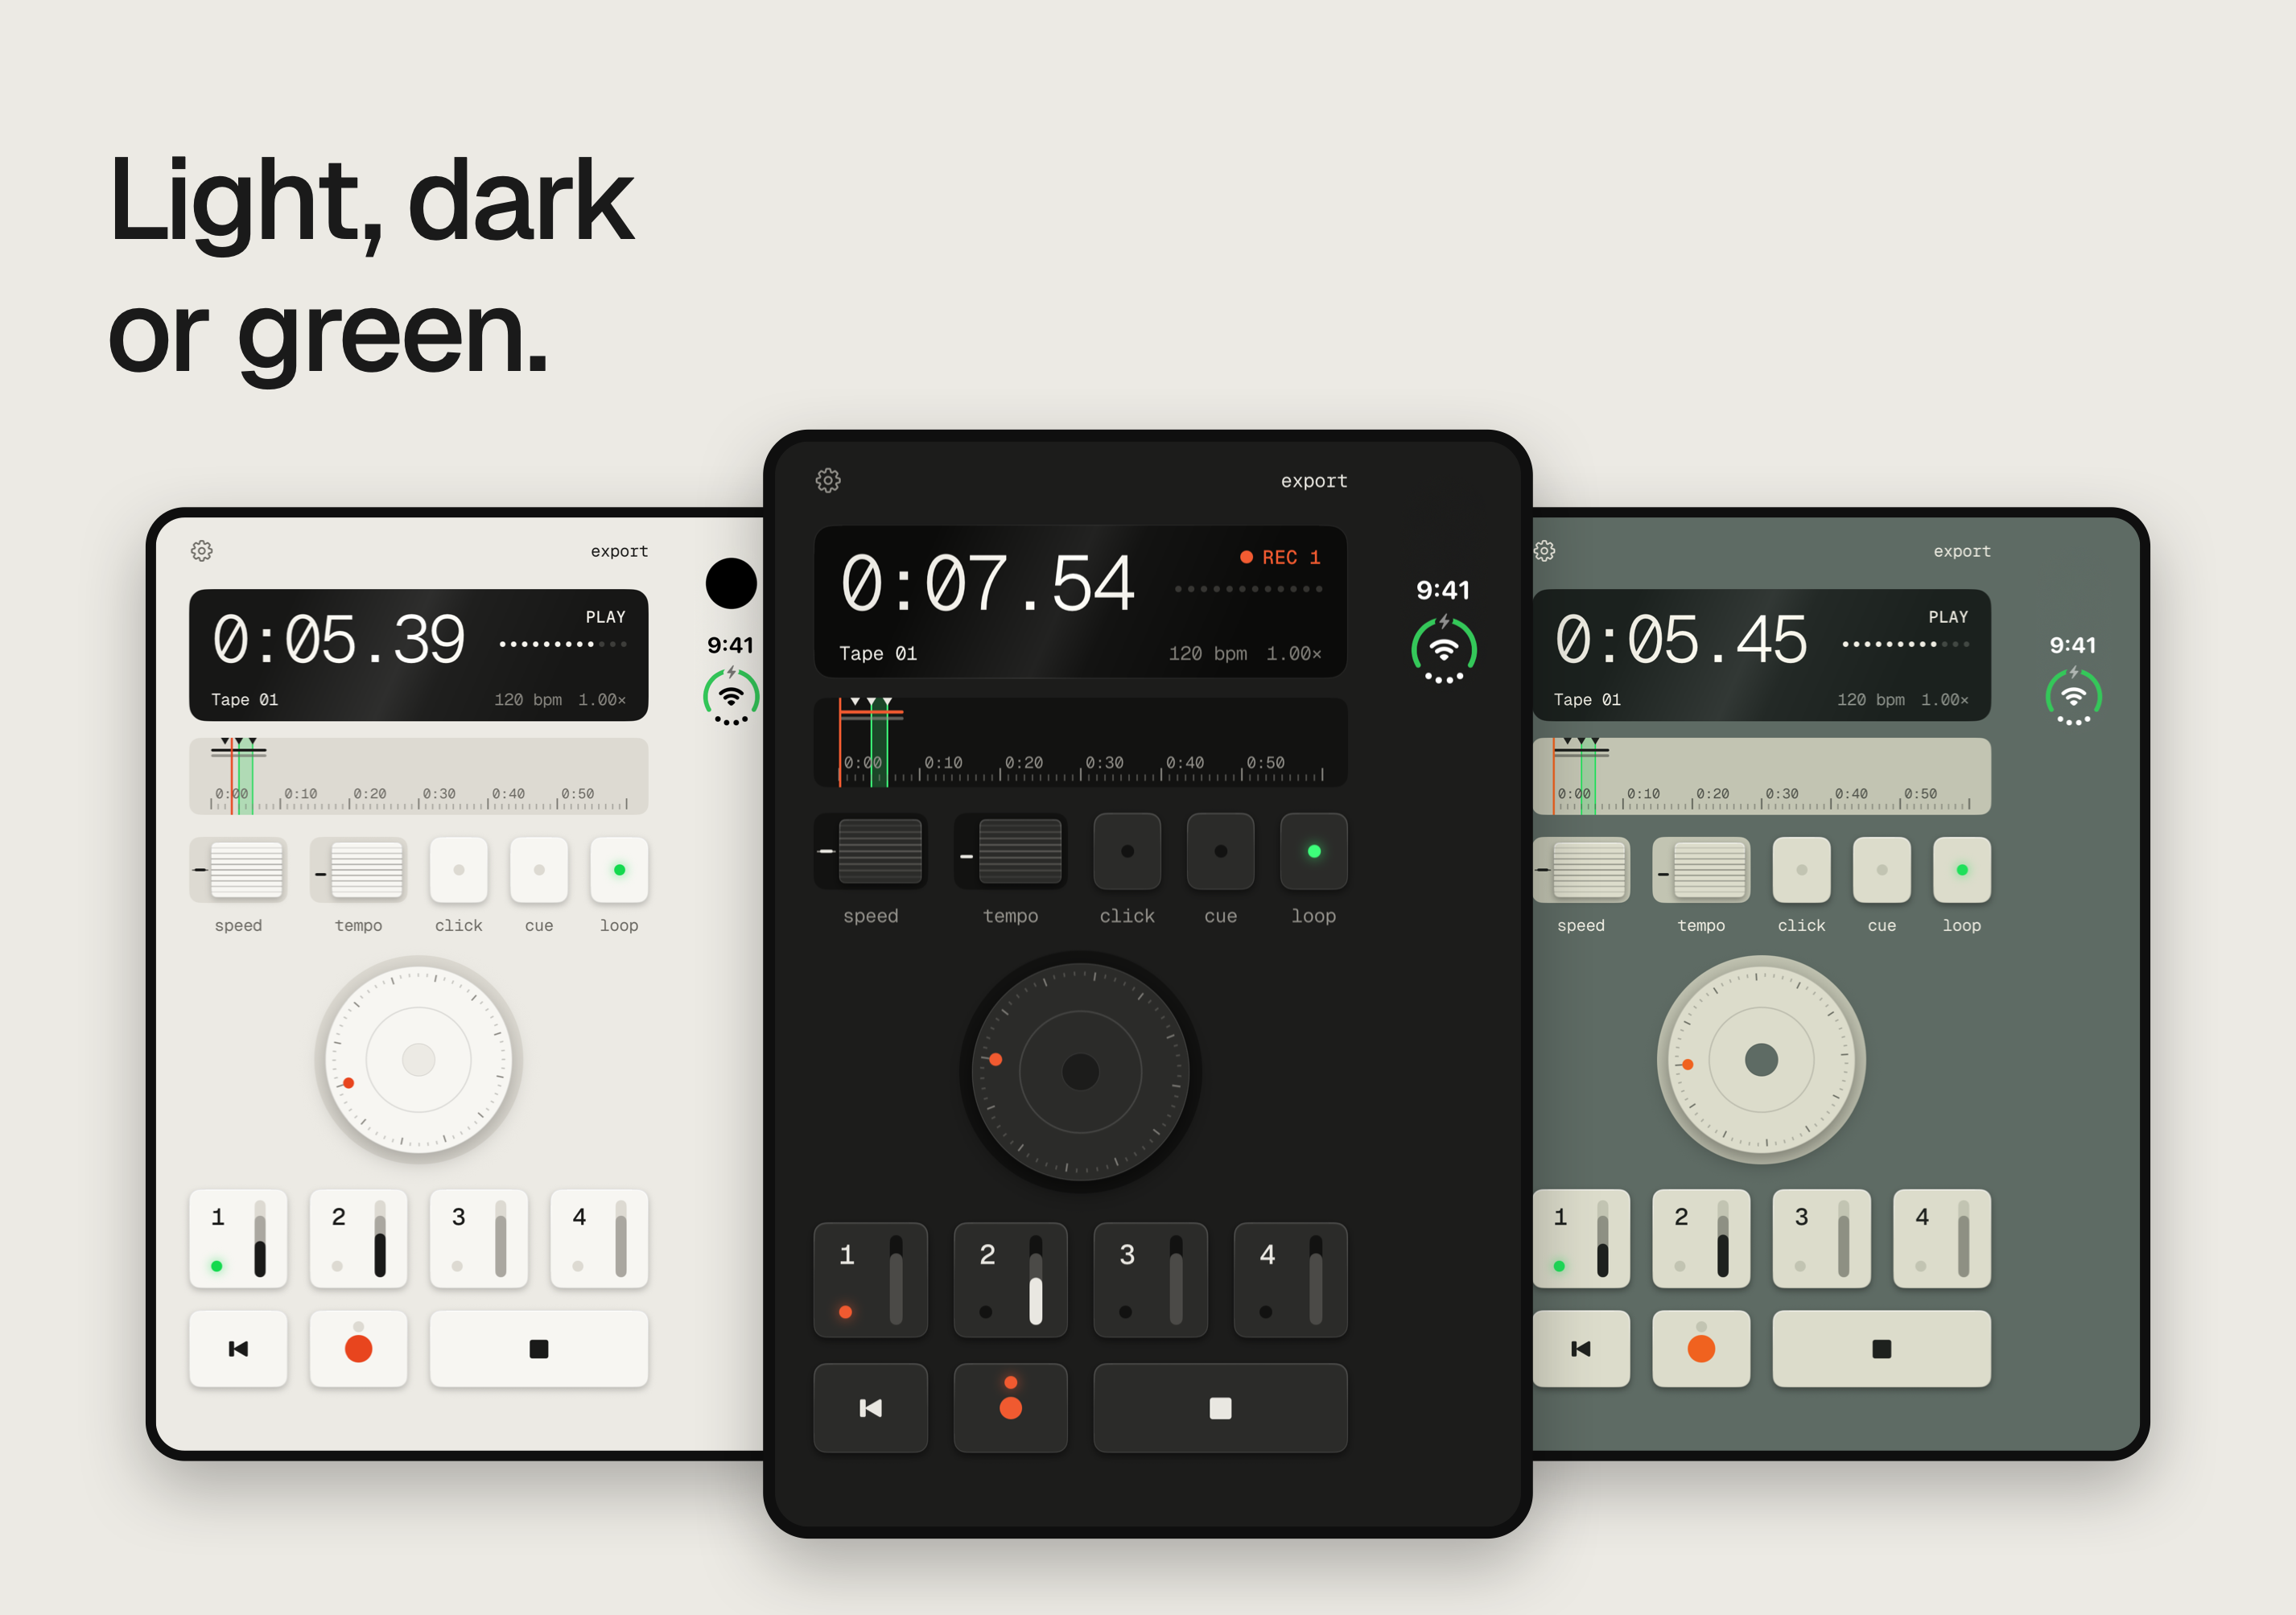 Light, dark
or green.
export
0:05.39
PLAY
Tape 01
120 bpm 1.00×
0:00 0:10 0:20 0:30 0:40 0:50
speed tempo click cue loop
1 2 3 4
9:41
export
0:07.54
REC 1
Tape 01
120 bpm 1.00×
0:00 0:10 0:20 0:30 0:40 0:50
speed tempo click cue loop
1 2 3 4
9:41
export
0:05.45
PLAY
Tape 01
120 bpm 1.00×
0:00 0:10 0:20 0:30 0:40 0:50
speed tempo click cue loop
1 2 3 4
9:41